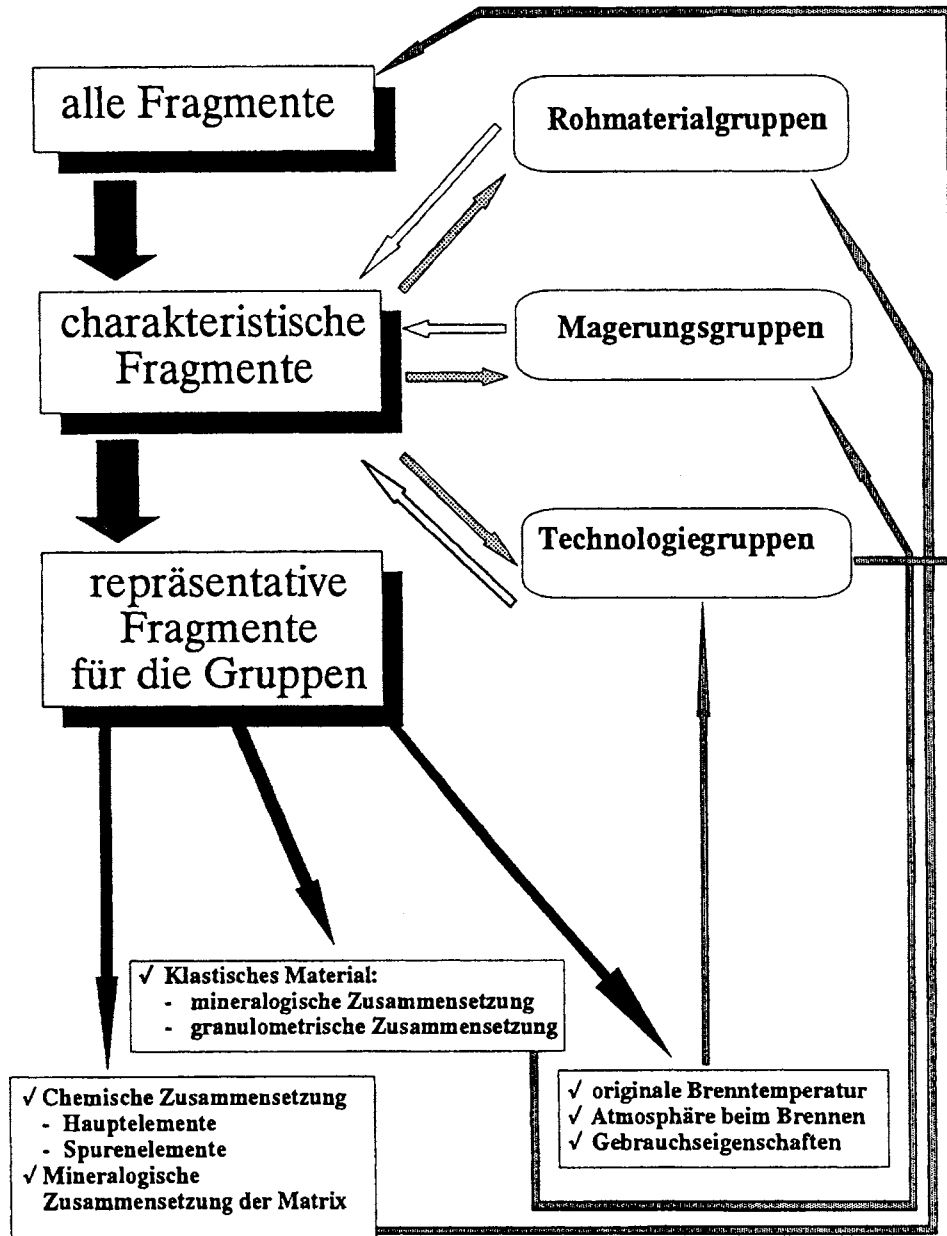 alle Fragmente
Rohmaterialgruppen
charakteristische
Fragmente
Magerungsgruppen
Technologiegruppen
repräsentative
Fragmente
für die Gruppen
√ Klastisches Material:
- mineralogische Zusammensetzung
- granulometrische Zusammensetzung
√ Chemische Zusammensetzung
- Hauptelemente
- Spurenelemente
√ Mineralogische
Zusammensetzung der Matrix
√ originale Brenntemperatur
√ Atmosphäre beim Brennen
√ Gebrauchseigenschaften